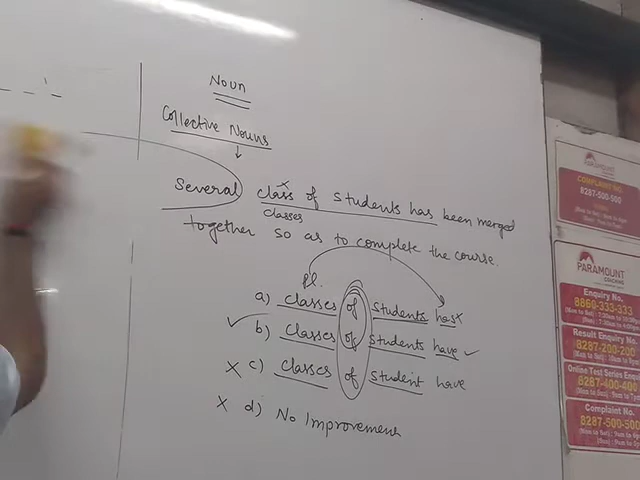 Noun
Collective Nouns
Several class of students has been merged
classes
together so as to complete the course.
pl.
a) Classes of students has
b) Classes of students have
c) Classes of student have
d) No Improvement
PARAMOUNT
COMPLAINT NO.
8287-500-500
PARAMOUNT
COACHING
Enquiry No.
8860-333-333
Result Enquiry No.
8287-200-200
Online Test Series Enq
8287-400-400
Complaint No.
8287-500-500